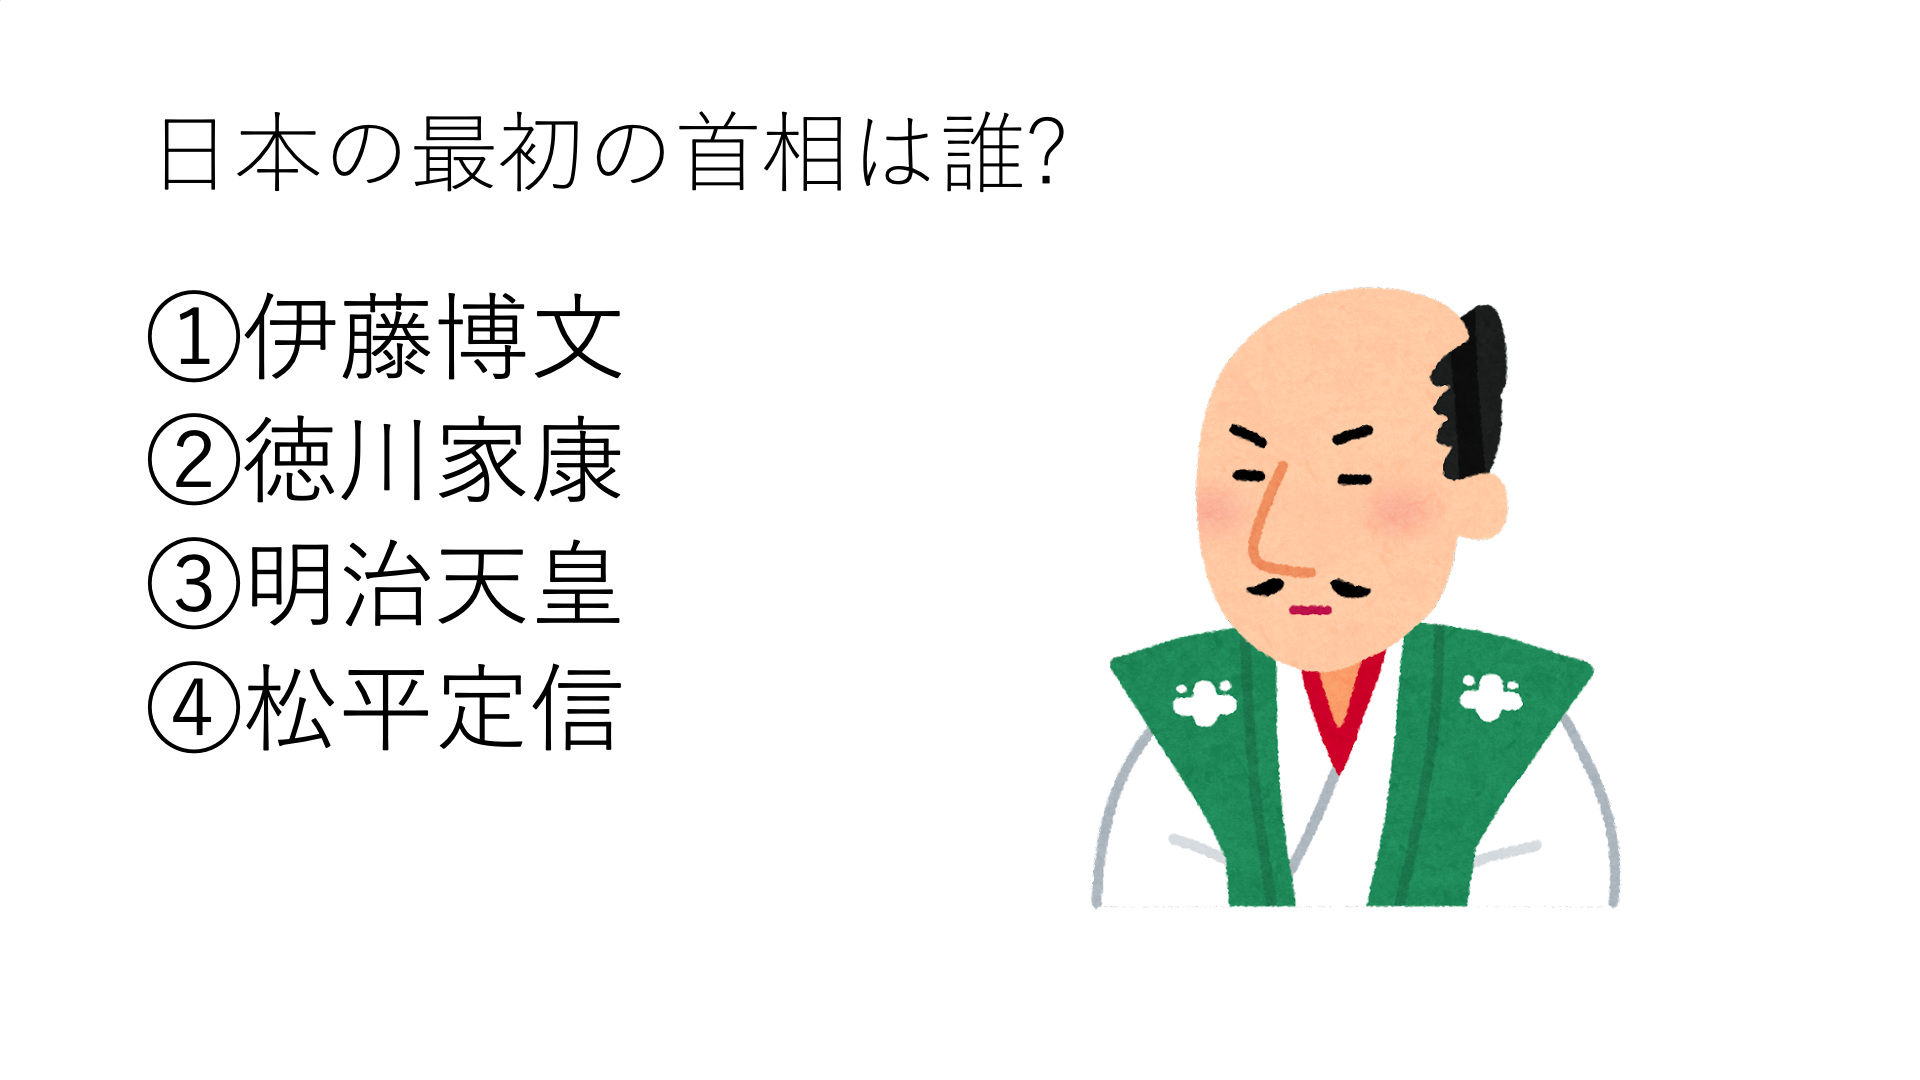 日本の最初の首相は誰?
①伊藤博文
②徳川家康
③明治天皇
④松平定信